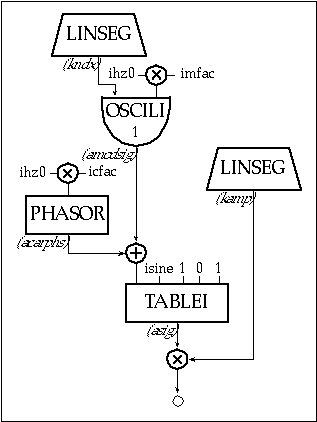 LINSEG
(kndx)
ihz0 imfac
OSCILI
1
(amodsig)
ihz0 icfac
LINSEG
PHASOR
(kamp)
(acarphs)
isine 1 0 1
TABLEI
(asig)